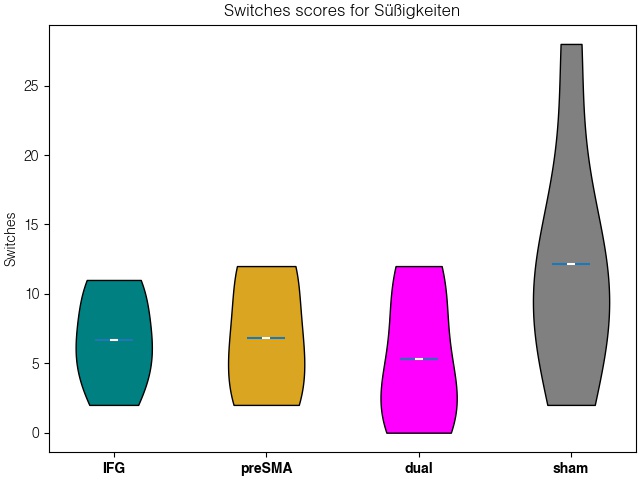 Switches scores for Süßigkeiten
Switches
25
20
15
10
5
0
IFG
preSMA
dual
sham